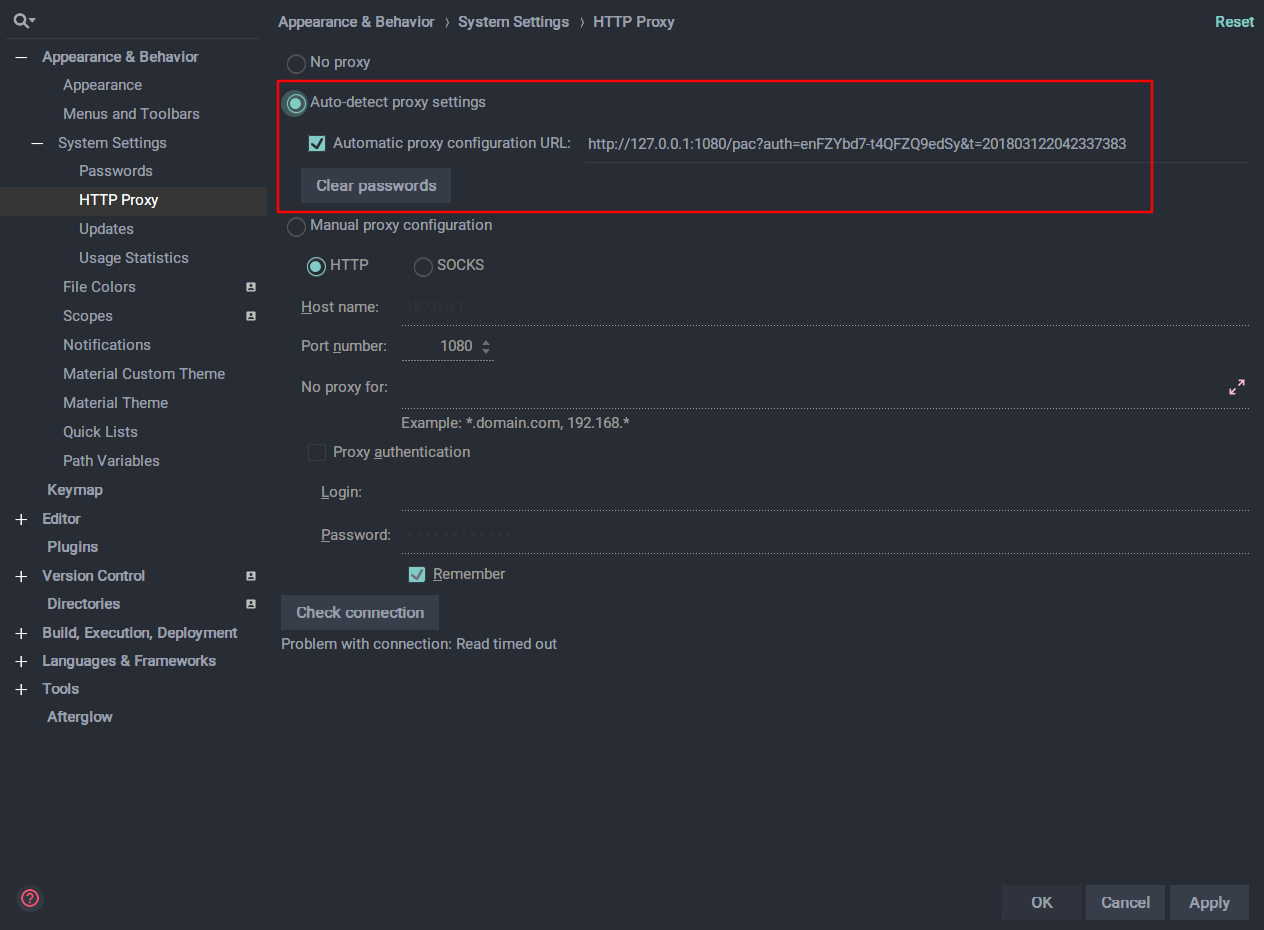 Appearance & Behavior › System Settings › HTTP Proxy
Reset
Appearance & Behavior
Appearance
Menus and Toolbars
System Settings
Passwords
HTTP Proxy
Updates
Usage Statistics
File Colors
Scopes
Notifications
Material Custom Theme
Material Theme
Quick Lists
Path Variables
Keymap
Editor
Plugins
Version Control
Directories
Build, Execution, Deployment
Languages & Frameworks
Tools
Afterglow
No proxy
Auto-detect proxy settings
Automatic proxy configuration URL: http://127.0.0.1:1080/pac?auth=enFZYbd7-t4QFZQ9edSy&t=201803122042337383
Clear passwords
Manual proxy configuration
HTTP SOCKS
Host name: 127.0.0.1
Port number: 1080
No proxy for:
Example: *.domain.com, 192.168.*
Proxy authentication
Login:
Password:
Remember
Check connection
Problem with connection: Read timed out
OK Cancel Apply